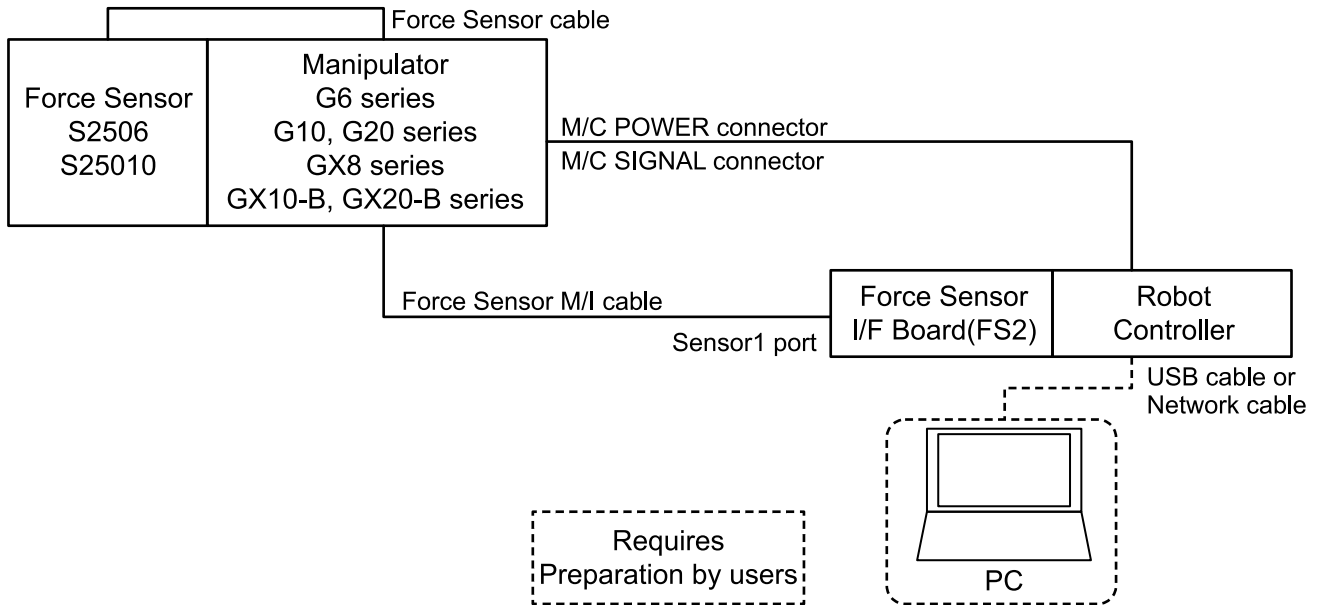 Force Sensor cable
Force Sensor
S2506
S25010
Manipulator
G6 series
G10, G20 series
GX8 series
GX10-B, GX20-B series
M/C POWER connector
M/C SIGNAL connector
Force Sensor M/I cable
Sensor1 port
Force Sensor
I/F Board(FS2)
Robot
Controller
USB cable or
Network cable
PC
Requires
Preparation by users